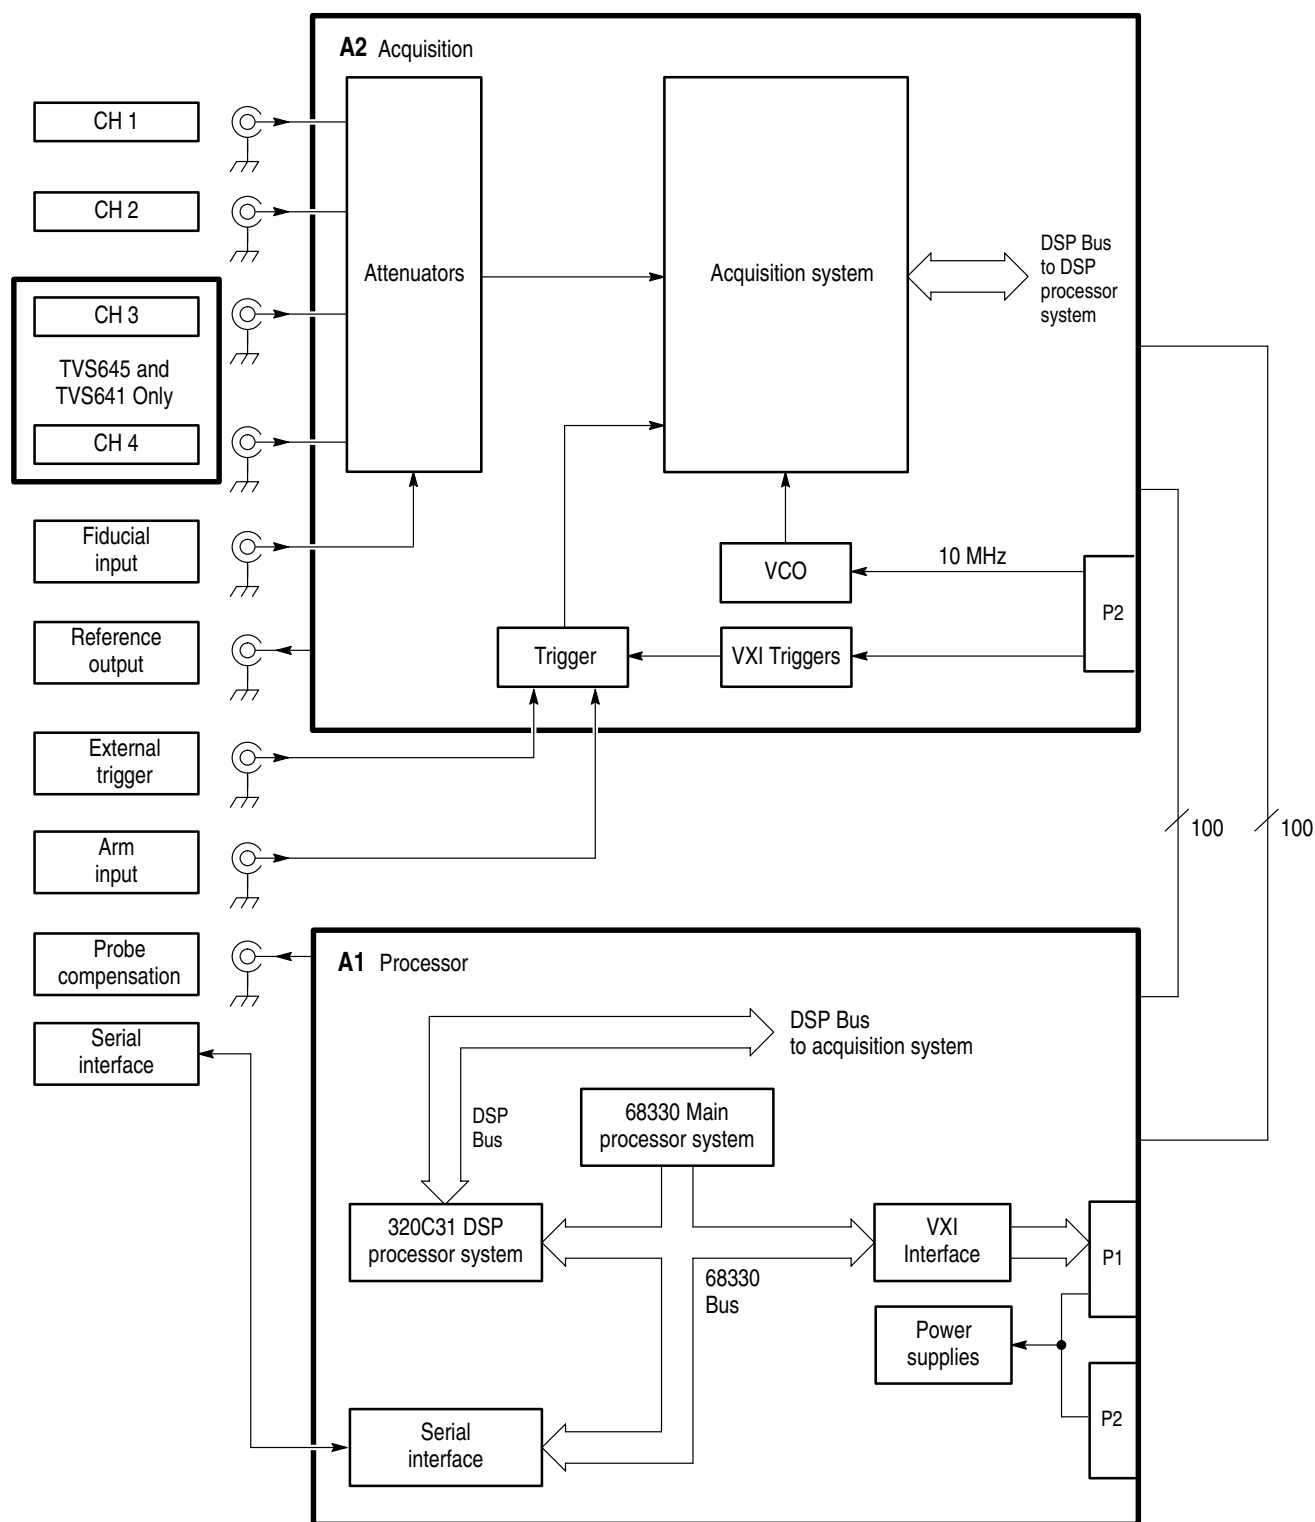 A2 Acquisition
CH 1
CH 2
CH 3
TVS645 and
TVS641 Only
CH 4
Fiducial
input
Reference
output
External
trigger
Arm
input
Probe
compensation
Serial
interface
Attenuators
Acquisition system
DSP Bus
to DSP
processor
system
VCO
10 MHz
P2
Trigger
VXI Triggers
100
100
A1 Processor
DSP Bus
to acquisition system
DSP
Bus
68330 Main
processor system
320C31 DSP
processor system
VXI
Interface
P1
68330
Bus
Power
supplies
P2
Serial
interface